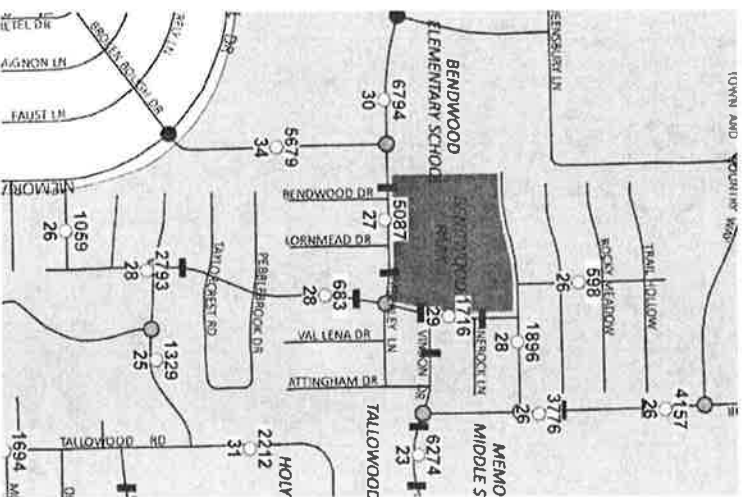 BROKEN BOUGH DR
RELY LN
DR
FAUST LN
BENDWOOD
ELEMENTARY SCHOOL
6794
30
5679
34
BENDWOOD DR
5087
27
LORNMEAD DR
1059
26
2793
28
TAYLORCREST RD
PEBBLEBROOK DR
683
28
1716
29
1896
28
598
26
ROCKY MEADOW
TRAIL HOLLOW
TOWN AND
COUNTRY WAY
VAL LENA DR
ATTINGHAM DR
1329
25
3776
26
4157
26
TALLOWOOD RD
2212
31
1694
6274
23
TALLOWOOD
HOLY
MEMO
MIDDLE S